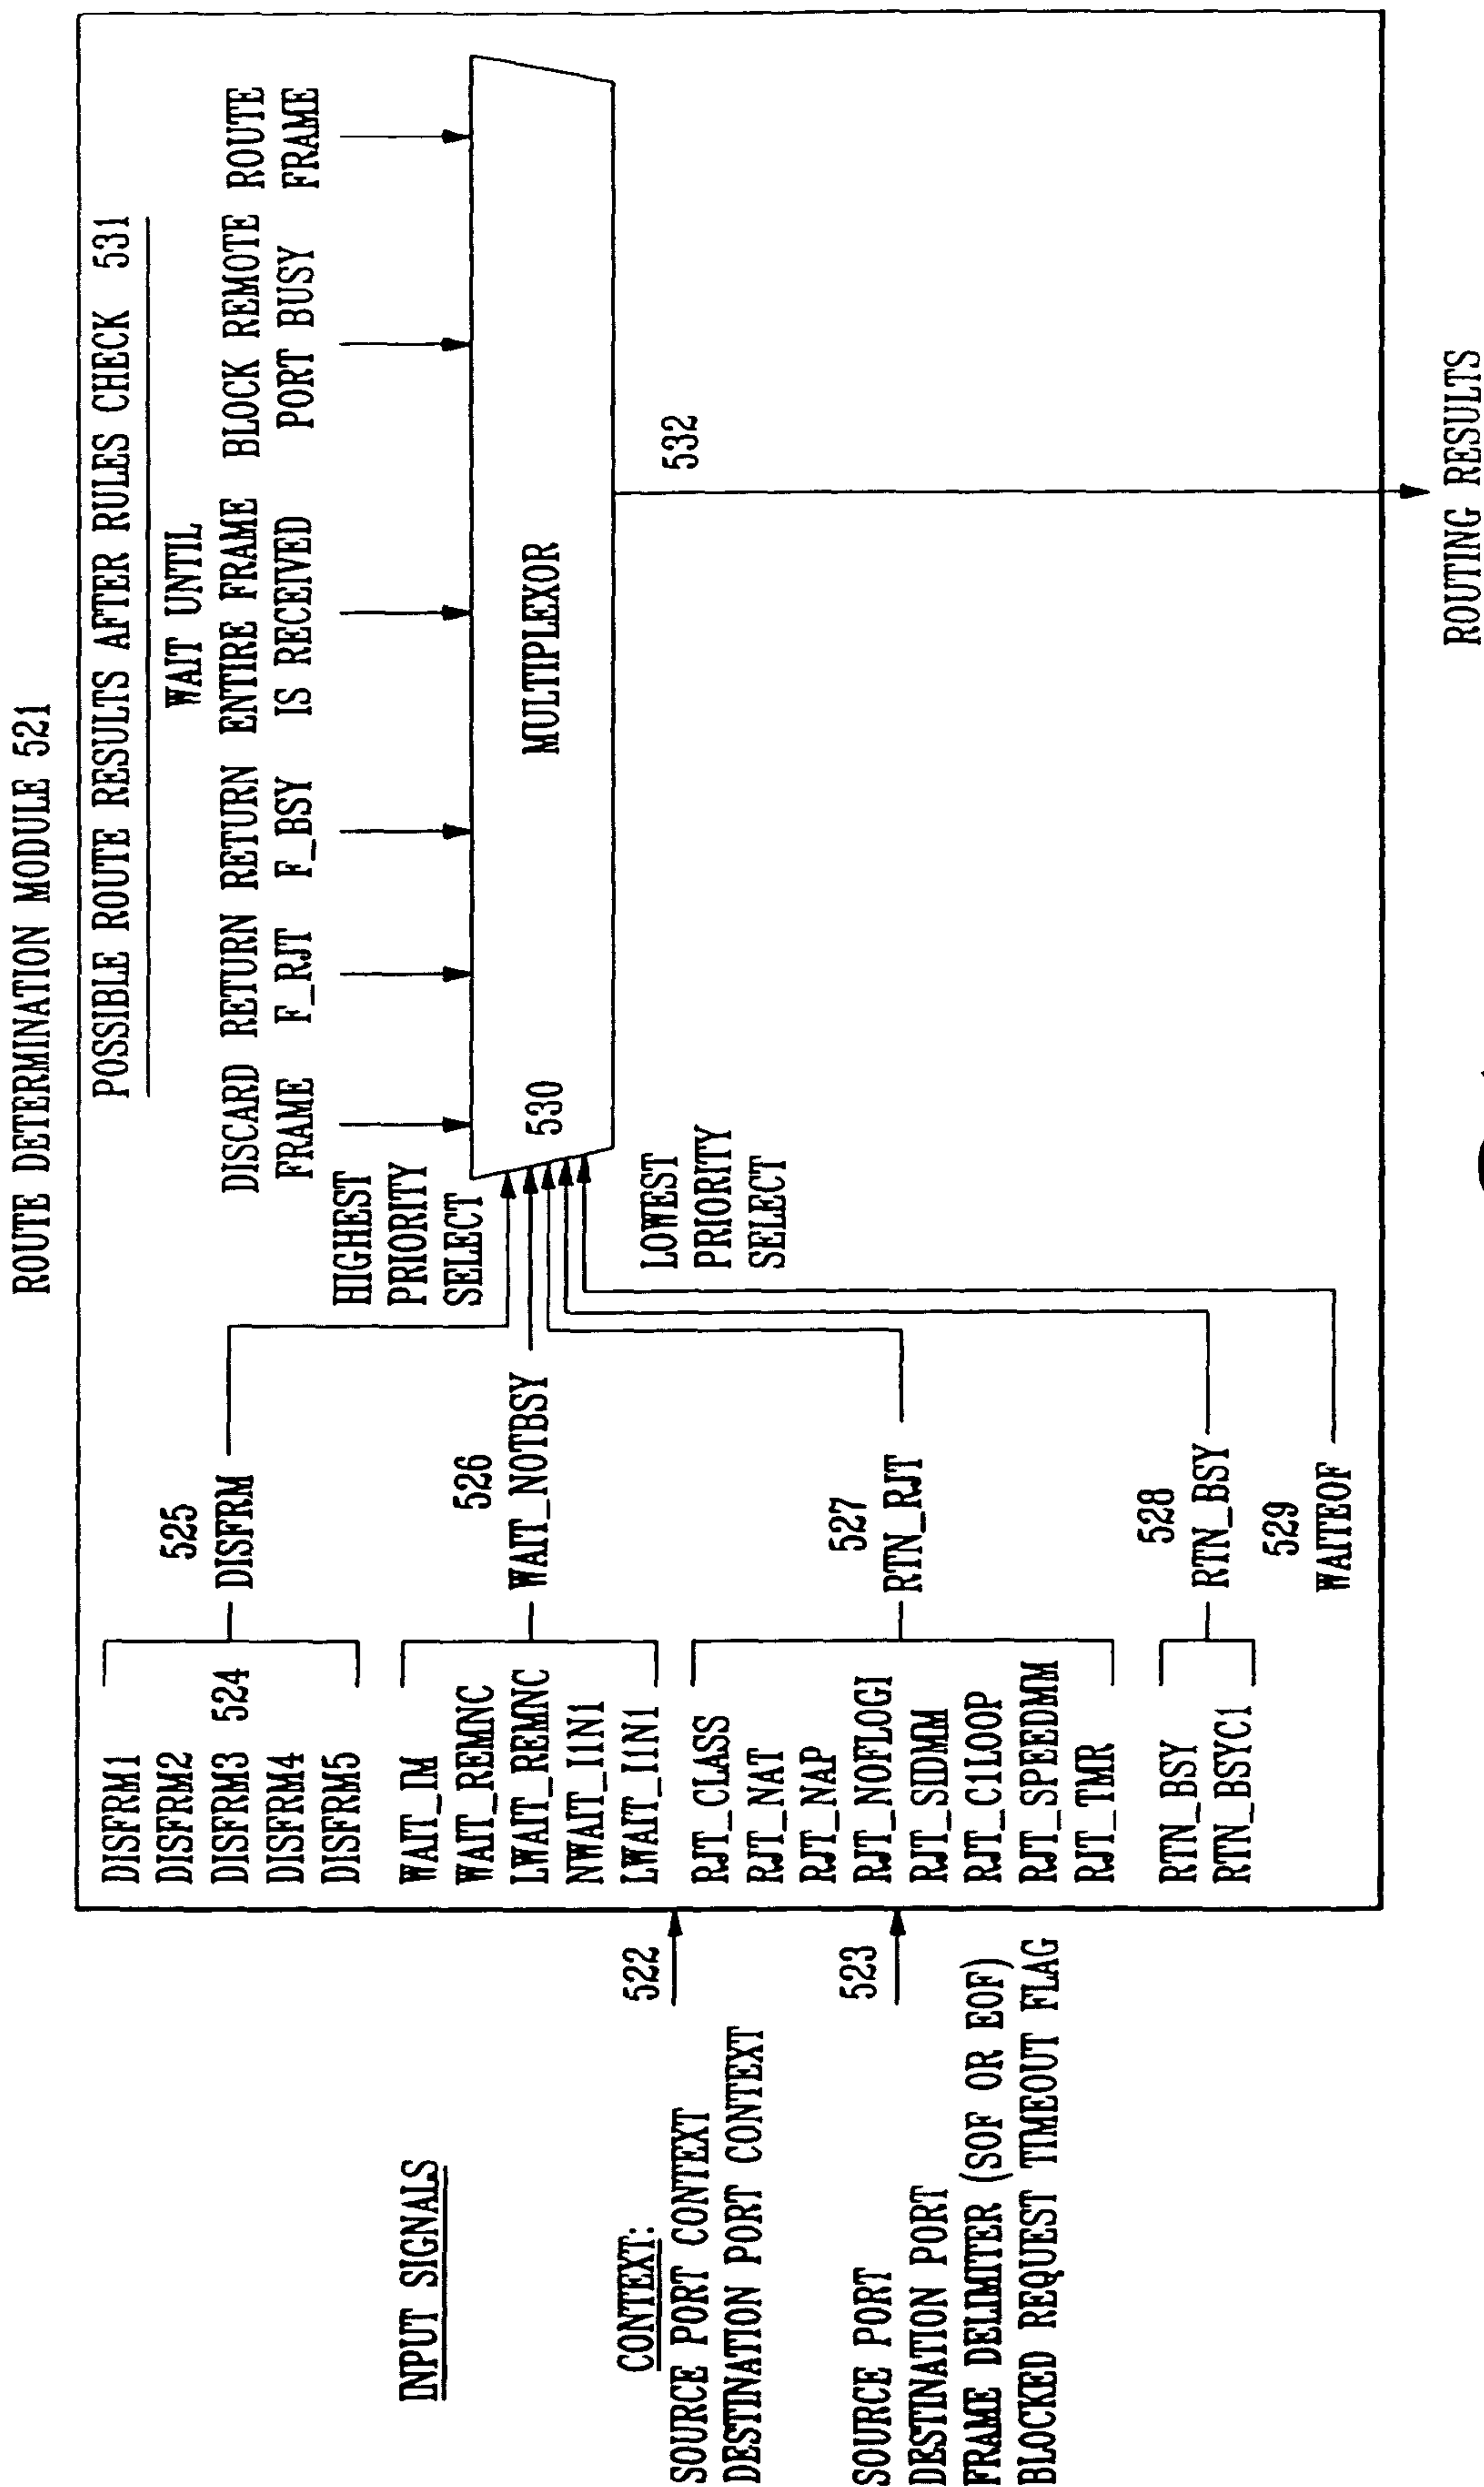 ROUTE DETERMINATION MODULE 521
POSSIBLE ROUTE RESULTS AFTER RULES CHECK 531
WAIT UNTIL
DISCARD RETURN RETURN ENTIRE FRAME BLOCK REMOTE ROUTE
FRAME F_RJT F_BSY IS RECEIVED PORT BUSY FRAME
HIGHEST
PRIORITY
SELECT
530
MULTIPLEXOR
LOWEST
PRIORITY
SELECT
532
ROUTING RESULTS
DISFRM1
DISFRM2
DISFRM3 524
DISFRM4
DISFRM5
525
DISFRM
WAIT_IM
WAIT_REMNC
LWAIT_REMNC
NWAIT_I1N1
LWAIT_I1N1
526
WAIT_NOTBSY
RJT_CLASS
RJT_NAT
RJT_NAP
RJT_NOFLOGI
RJT_SIDMM
RJT_C1LOOP
RJT_SPEEDMM
RJT_TMR
527
RTN_RJT
RTN_BSY
RTN_BSYC1
528
RTN_BSY
529
WAITEOF
INPUT SIGNALS
CONTEXT:
SOURCE PORT CONTEXT
DESTINATION PORT CONTEXT
522
SOURCE PORT
DESTINATION PORT
FRAME DELIMITER (SOF OR EOF)
BLOCKED REQUEST TIMEOUT FLAG
523